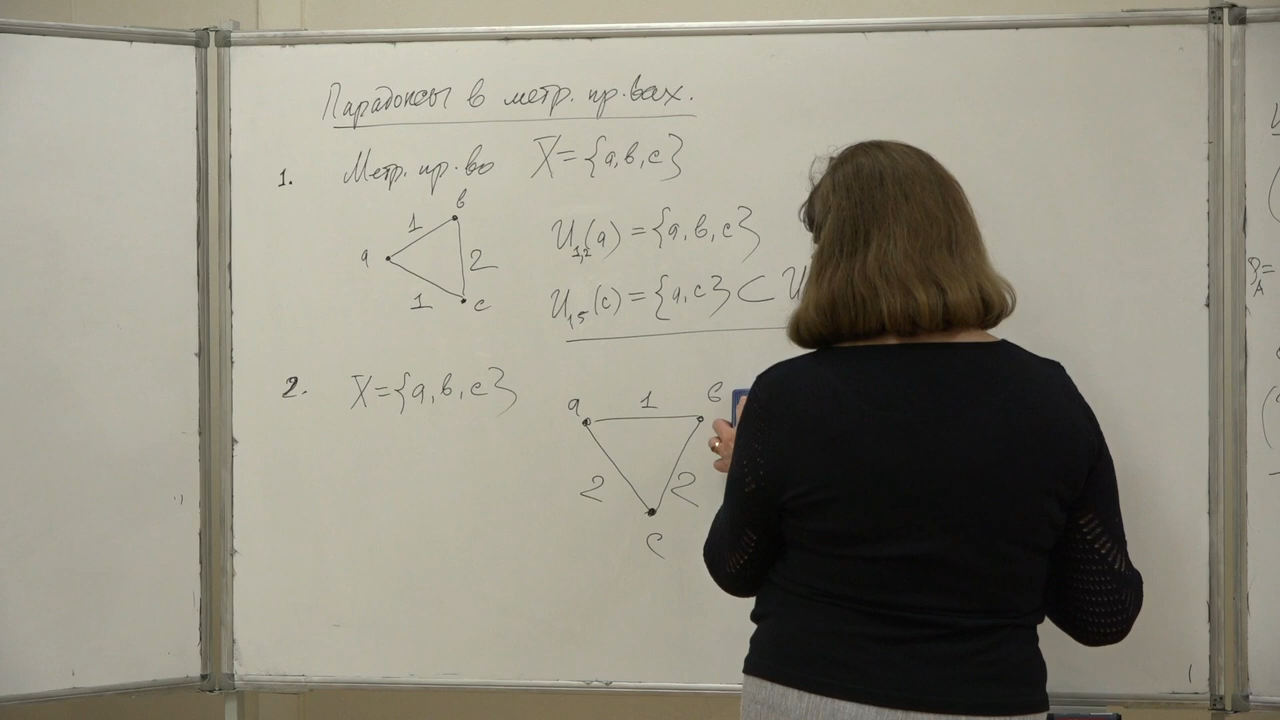 Парадоксы в метр. пр-вах.
1. Метр. пр-во X={a,b,c}
b
1
a
2
1
c
U₁,₂(a) = {a,b,c}
U₁,₅(c) = {a,c} ⊂ U
2. X={a,b,c}
a 1 b
2 2
c